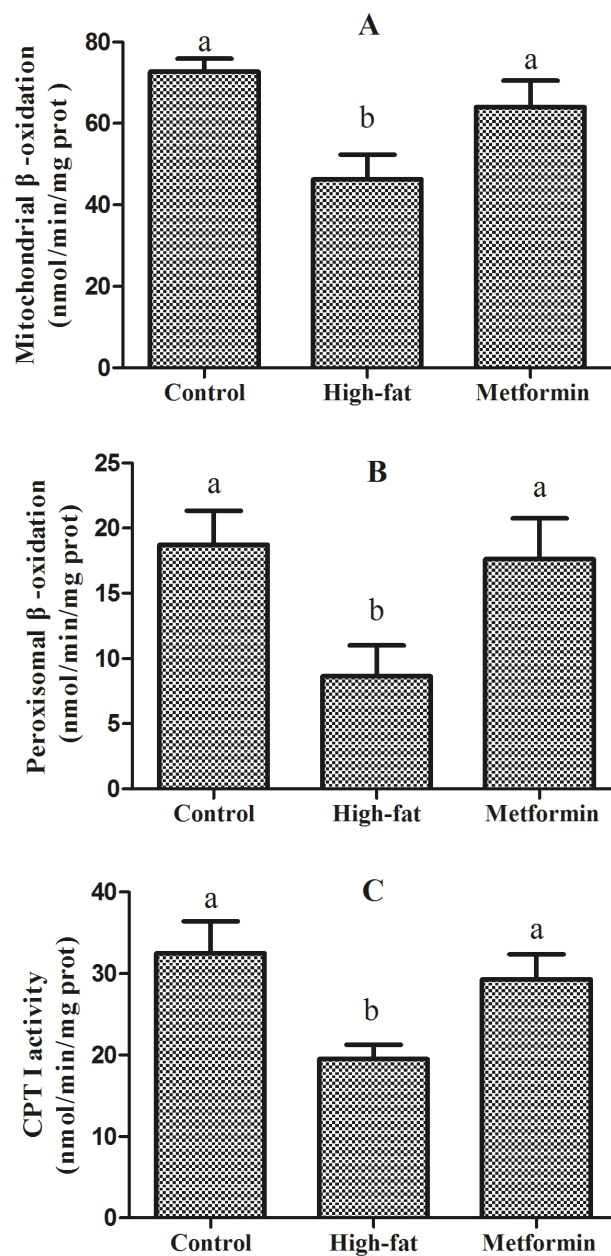 A
Mitochondrial β -oxidation
(nmol/min/mg prot )
80
60
40
20
0
a
b
a
Control High-fat Metformin
B
Peroxisomal β -oxidation
(nmol/min/mg prot)
25
20
15
10
5
0
a
b
a
Control High-fat Metformin
C
CPT I activity
(nmol/min/mg prot)
40
30
20
10
0
a
b
a
Control High-fat Metformin